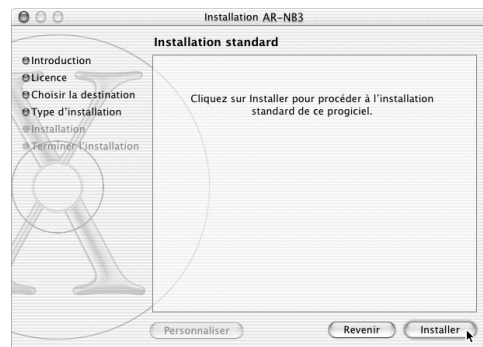 Installation AR-NB3
Installation standard
Introduction
Licence
Choisir la destination
Type d'installation
Installation
Terminer l'installation
Cliquez sur Installer pour procéder à l'installation
standard de ce progiciel.
Personnaliser
Revenir
Installer